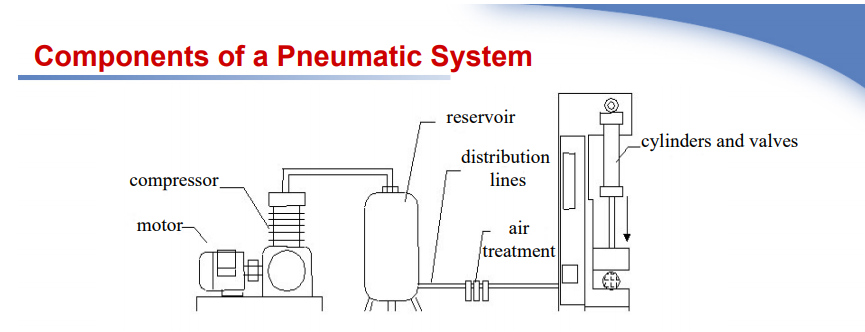 Components of a Pneumatic System
reservoir
cylinders and valves
distribution
lines
compressor
motor
air
treatment